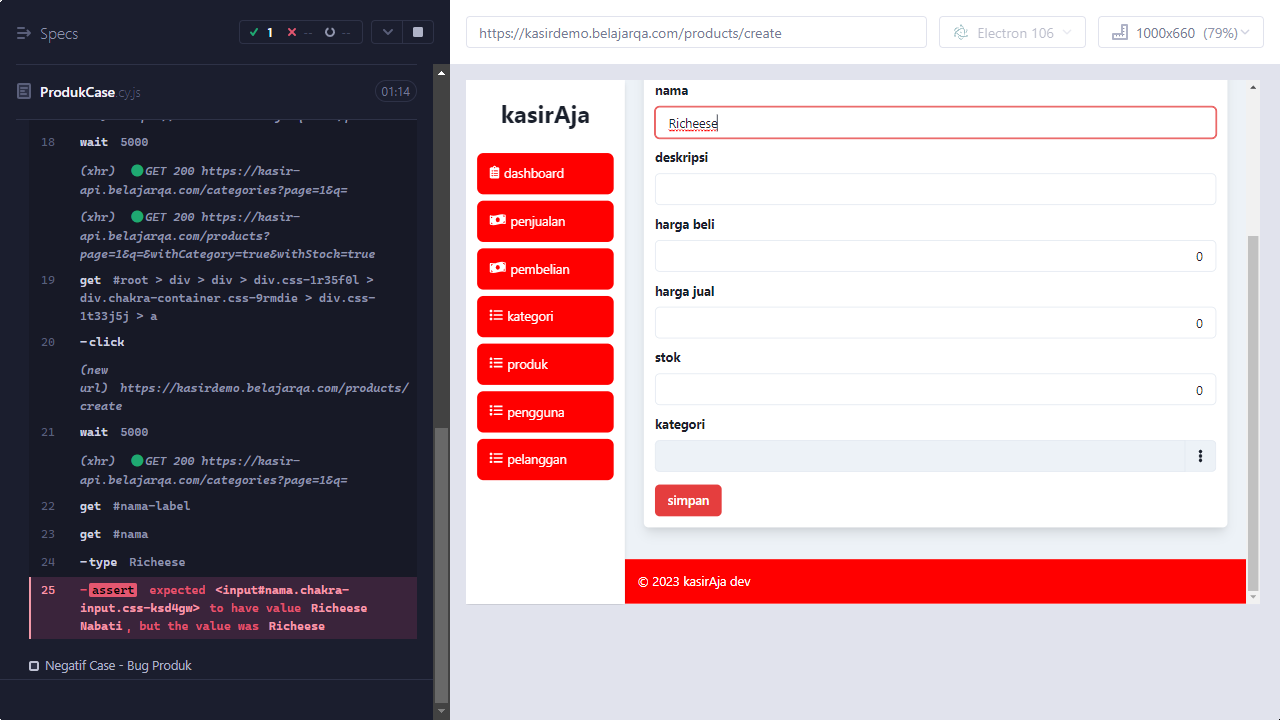 Specs
1
--
--
ProdukCase.cy.js
01:14
18 wait 5000
(xhr) GET 200 https://kasir-
api.belajarqa.com/categories?page=1&q=
(xhr) GET 200 https://kasir-
api.belajarqa.com/products?
page=1&q=&withCategory=true&withStock=true
19 get #root > div > div > div.css-1r35f0l >
div.chakra-container.css-9rmdie > div.css-
1t33j5j > a
20 -click
(new
url) https://kasirdemo.belajarqa.com/products/
create
21 wait 5000
(xhr) GET 200 https://kasir-
api.belajarqa.com/categories?page=1&q=
22 get #nama-label
23 get #nama
24 -type Richeese
25 -assert expected <input#nama.chakra-
input.css-ksd4gw> to have value Richeese
Nabati, but the value was Richeese
Negatif Case - Bug Produk
https://kasirdemo.belajarqa.com/products/create
Electron 106
1000x660 (79%)
kasirAja
dashboard
penjualan
pembelian
kategori
produk
pengguna
pelanggan
nama
Richeese
deskripsi
harga beli
0
harga jual
0
stok
0
kategori
simpan
© 2023 kasirAja dev